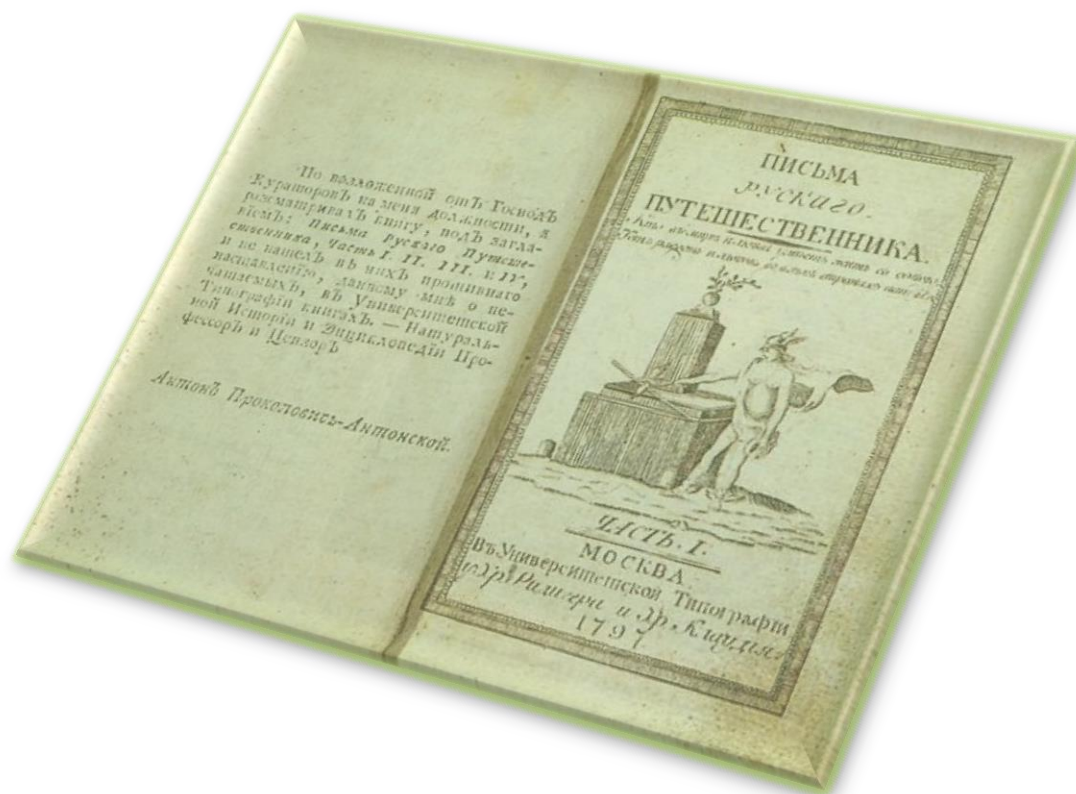 По возложенной отъ Господъ
Кураторовъ на меня должности, я
разсматривалъ книгу, подъ загла-
віемъ: Письма Рускаго Путеше-
ственника, Часть I. II. III. и IV,
и не нашелъ въ нихъ противнаго
наставленію, данному мнѣ о пе-
чатаемыхъ, въ Университетской
Типографіи книгахъ. — Натураль-
ной Исторіи и Энциклопедіи Про-
фессоръ и Цензоръ
Антонъ Прокоповичъ-Антонской.
ПИСЬМА
РУСКАГО.
ПУТЕШЕСТВЕННИКА.
ЧАСТЬ. I.
МОСКВА.
Въ Университетской Типографіи
у Хр. Ридигера и Хр. Клаудія.
1797